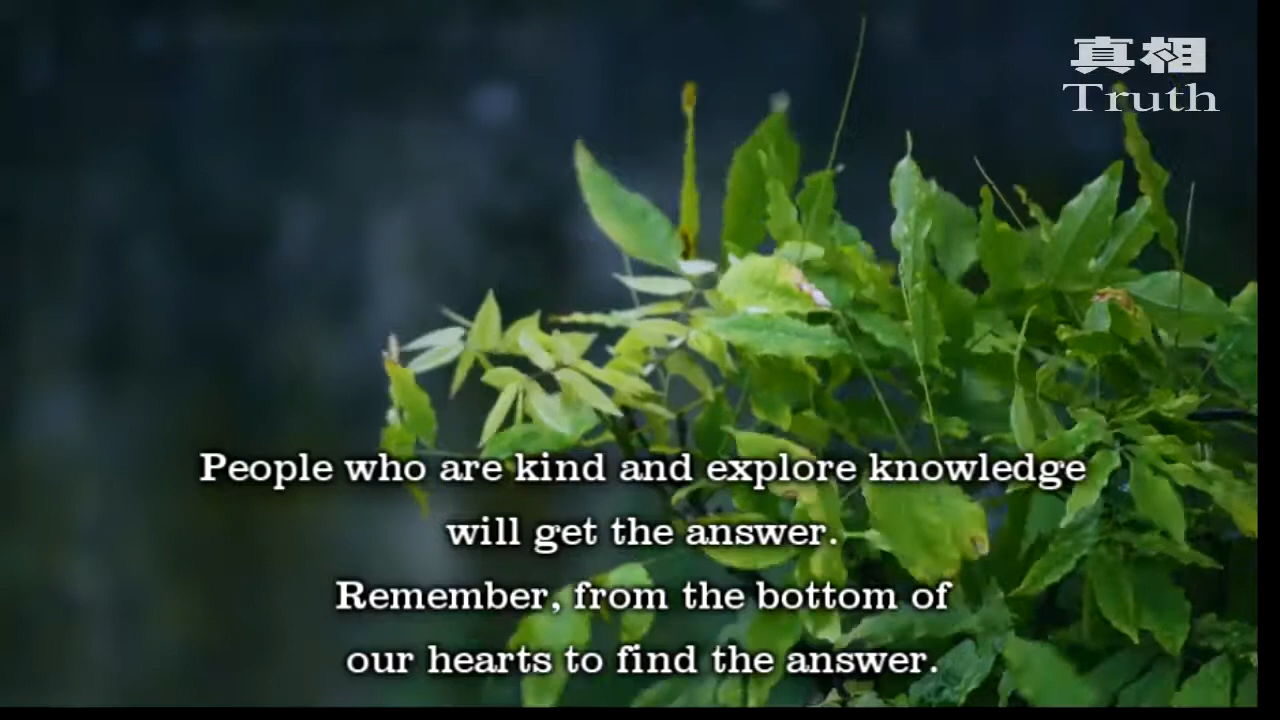 真相
Truth
People who are kind and explore knowledge
will get the answer.
Remember, from the bottom of
our hearts to find the answer.